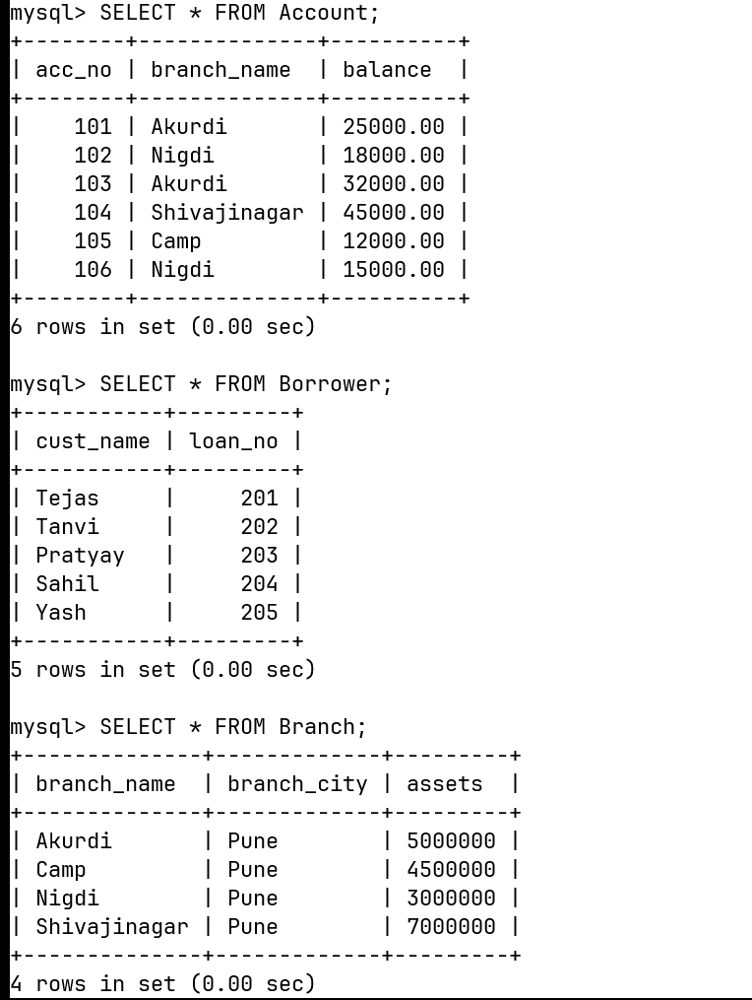 mysql> SELECT * FROM Account;
+--------+--------------+----------+
| acc_no | branch_name  | balance  |
+--------+--------------+----------+
|    101 | Akurdi       | 25000.00 |
|    102 | Nigdi        | 18000.00 |
|    103 | Akurdi       | 32000.00 |
|    104 | Shivajinagar | 45000.00 |
|    105 | Camp         | 12000.00 |
|    106 | Nigdi        | 15000.00 |
+--------+--------------+----------+
6 rows in set (0.00 sec)

mysql> SELECT * FROM Borrower;
+-----------+---------+
| cust_name | loan_no |
+-----------+---------+
| Tejas     |     201 |
| Tanvi     |     202 |
| Pratyay   |     203 |
| Sahil     |     204 |
| Yash      |     205 |
+-----------+---------+
5 rows in set (0.00 sec)

mysql> SELECT * FROM Branch;
+--------------+-------------+---------+
| branch_name  | branch_city | assets  |
+--------------+-------------+---------+
| Akurdi       | Pune        | 5000000 |
| Camp         | Pune        | 4500000 |
| Nigdi        | Pune        | 3000000 |
| Shivajinagar | Pune        | 7000000 |
+--------------+-------------+---------+
4 rows in set (0.00 sec)